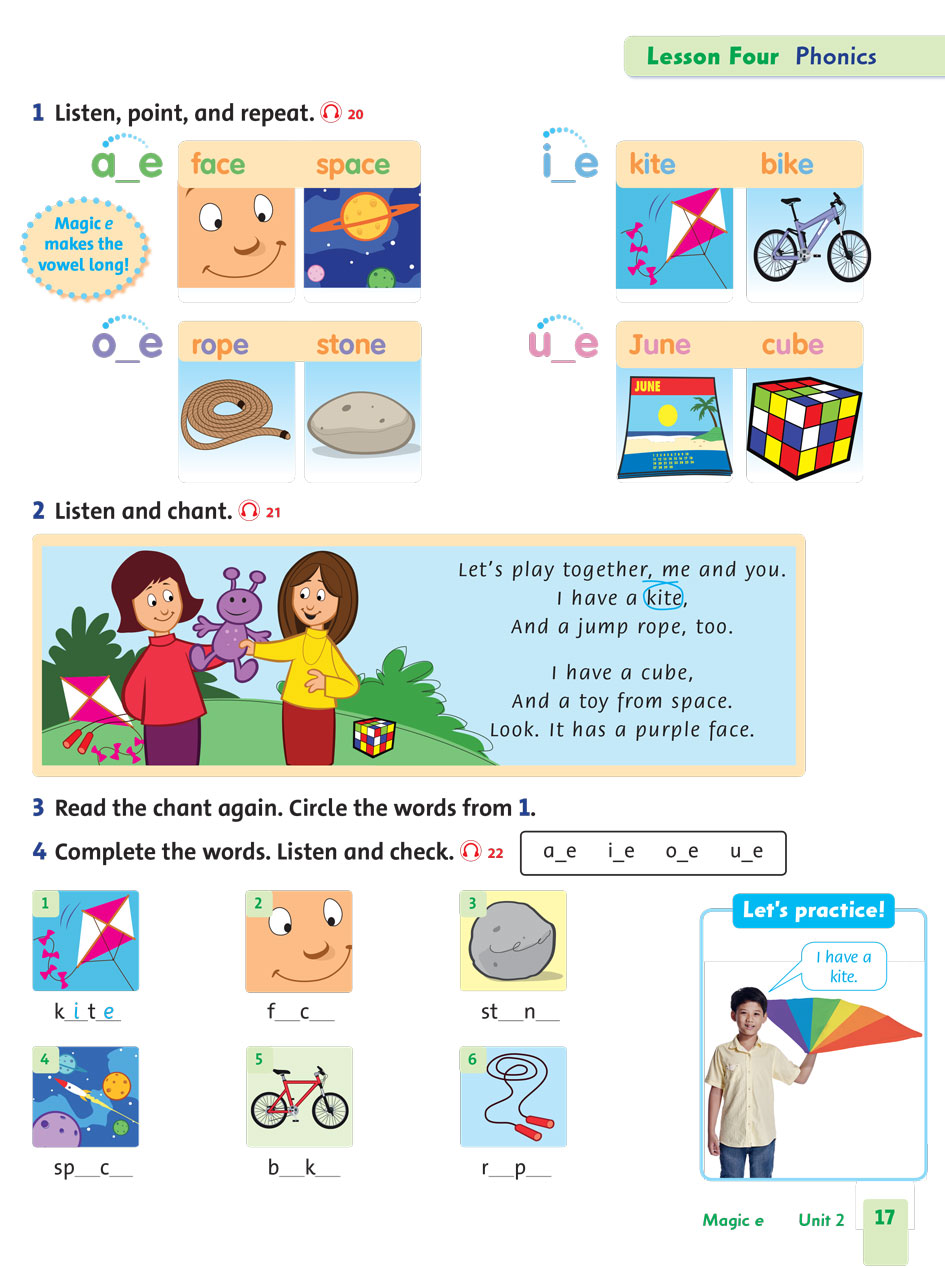 Lesson Four Phonics
1 Listen, point, and repeat. 20
a_e
face space
Magic e
makes the
vowel long!
i_e
kite bike
o_e
rope stone
u_e
June cube
JUNE
2 Listen and chant. 21
Let's play together, me and you.
I have a kite,
And a jump rope, too.
I have a cube,
And a toy from space.
Look. It has a purple face.
3 Read the chant again. Circle the words from 1.
4 Complete the words. Listen and check. 22
a_e i_e o_e u_e
1
2
3
k_i_t_e_
f__c__
st__n__
4
5
6
sp__c__
b__k__
r__p__
Let's practice!
I have a
kite.
Magic e Unit 2 17